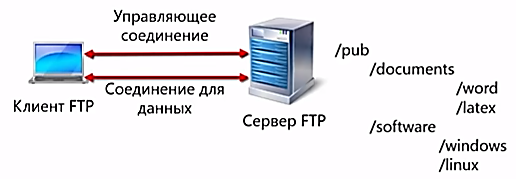 Управляющее
соединение
Соединение для
данных
Клиент FTP
Сервер FTP
/pub
/documents
/word
/latex
/software
/windows
/linux